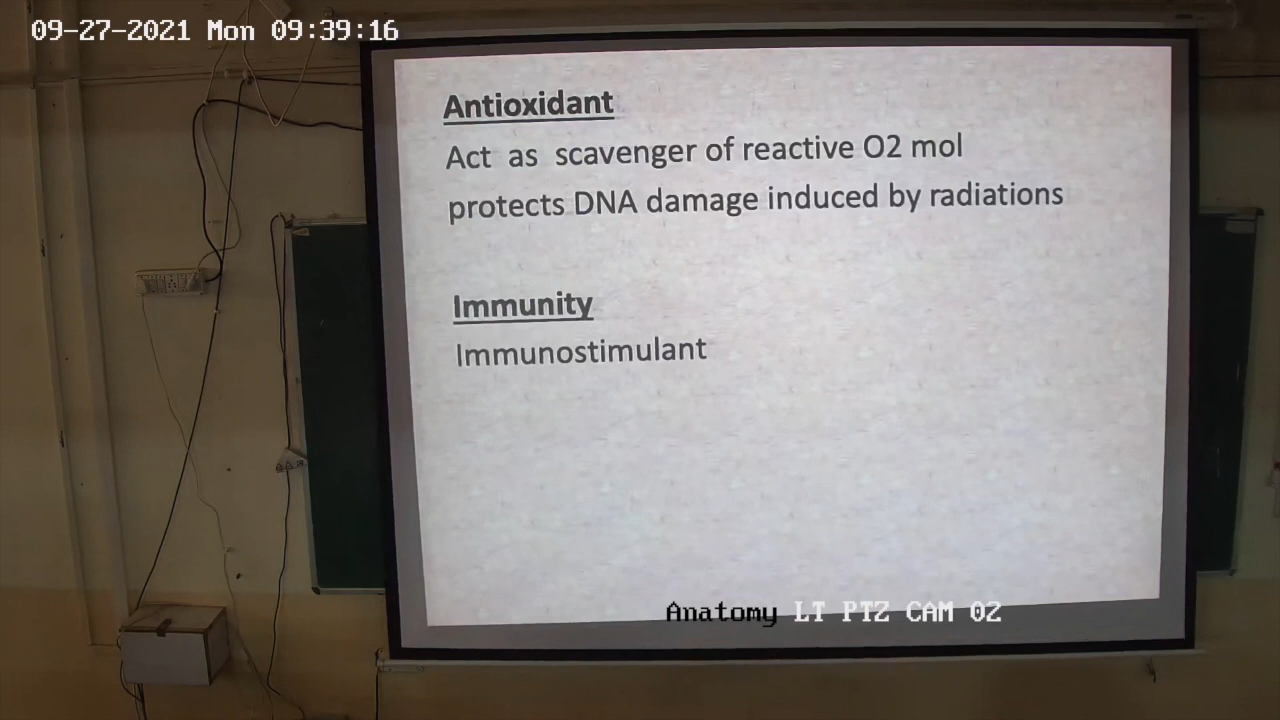 09-27-2021 Mon 09:39:16
Antioxidant
Act as scavenger of reactive O2 mol
protects DNA damage induced by radiations
Immunity
Immunostimulant
Anatomy LT PTZ CAM 02